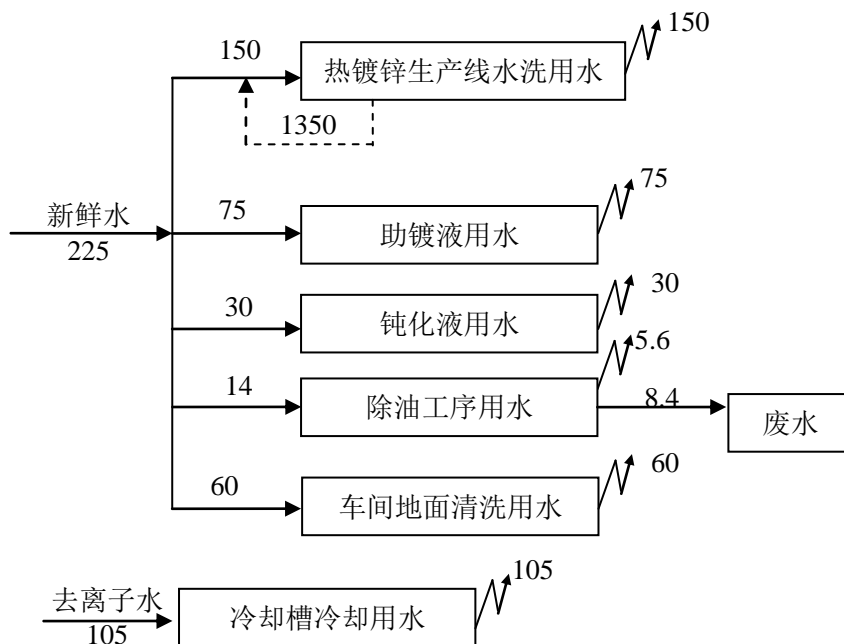 150
150
热镀锌生产线水洗用水
1350
新鲜水
225
75
75
助镀液用水
30
30
钝化液用水
5.6
14
除油工序用水
8.4
废水
60
60
车间地面清洗用水
去离子水
105
105
冷却槽冷却用水